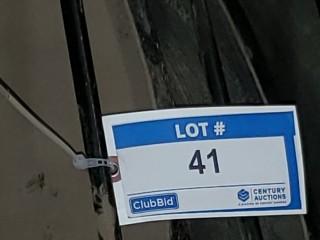 LOT #
41
ClubBid
CENTURY
AUCTIONS